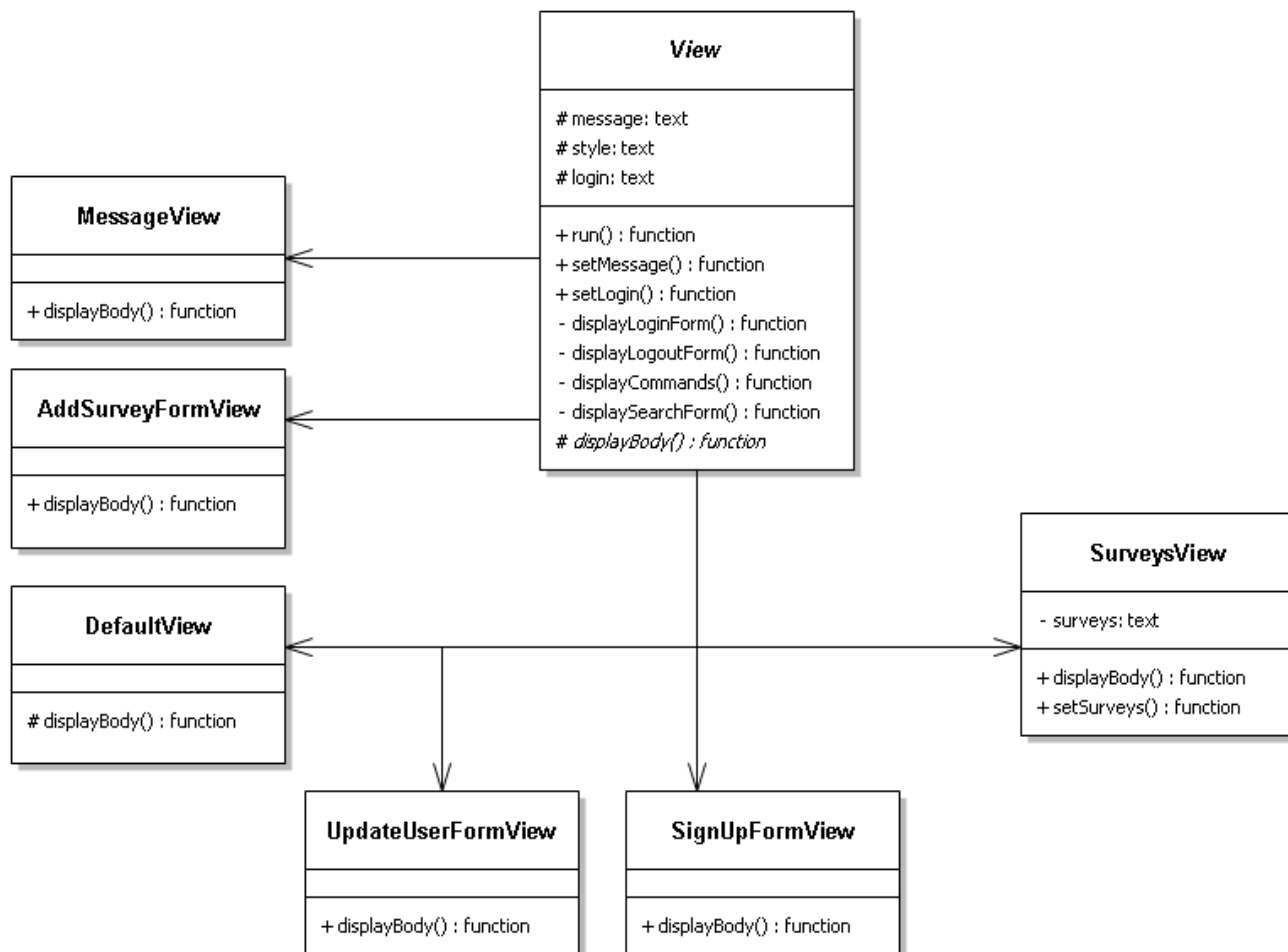 View
# message: text
# style: text
# login: text
+ run() : function
+ setMessage() : function
+ setLogin() : function
- displayLoginForm() : function
- displayLogoutForm() : function
- displayCommands() : function
- displaySearchForm() : function
# displayBody() : function
MessageView
+ displayBody() : function
AddSurveyFormView
+ displayBody() : function
DefaultView
# displayBody() : function
SurveysView
- surveys: text
+ displayBody() : function
+ setSurveys() : function
UpdateUserFormView
+ displayBody() : function
SignUpFormView
+ displayBody() : function